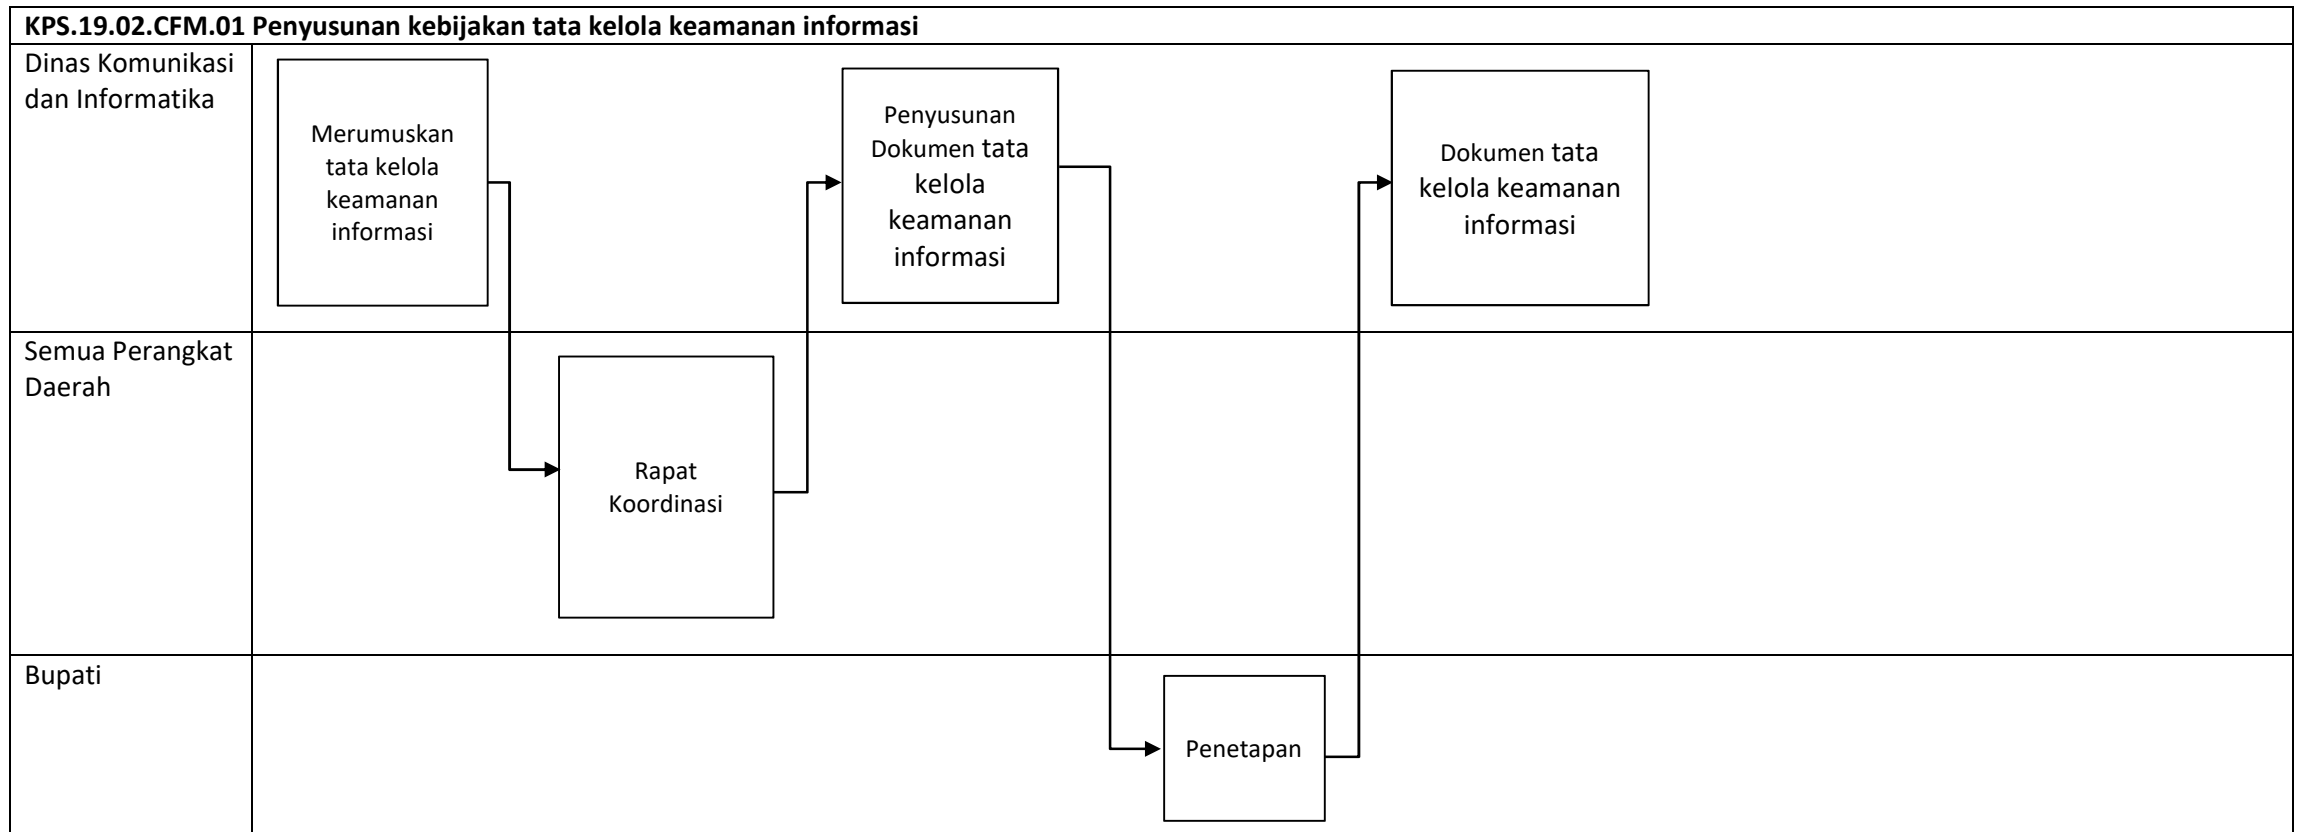 KPS.19.02.CFM.01 Penyusunan kebijakan tata kelola keamanan informasi
Dinas Komunikasi
dan Informatika
Merumuskan
tata kelola
keamanan
informasi
Penyusunan
Dokumen tata
kelola
keamanan
informasi
Dokumen tata
kelola keamanan
informasi
Semua Perangkat
Daerah
Rapat
Koordinasi
Bupati
Penetapan